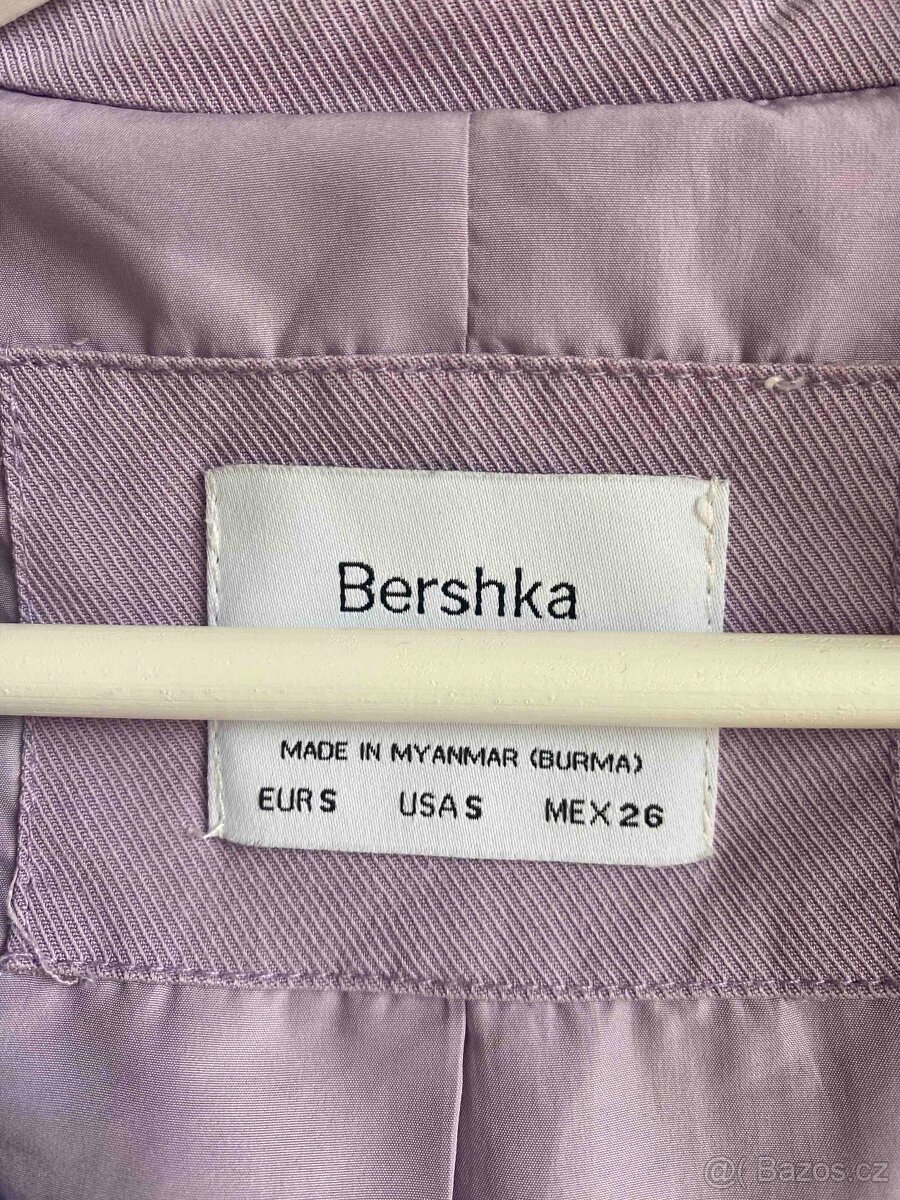 Bershka
MADE IN MYANMAR (BURMA)
EUR S USA S MEX 26
@( Bazos.cz